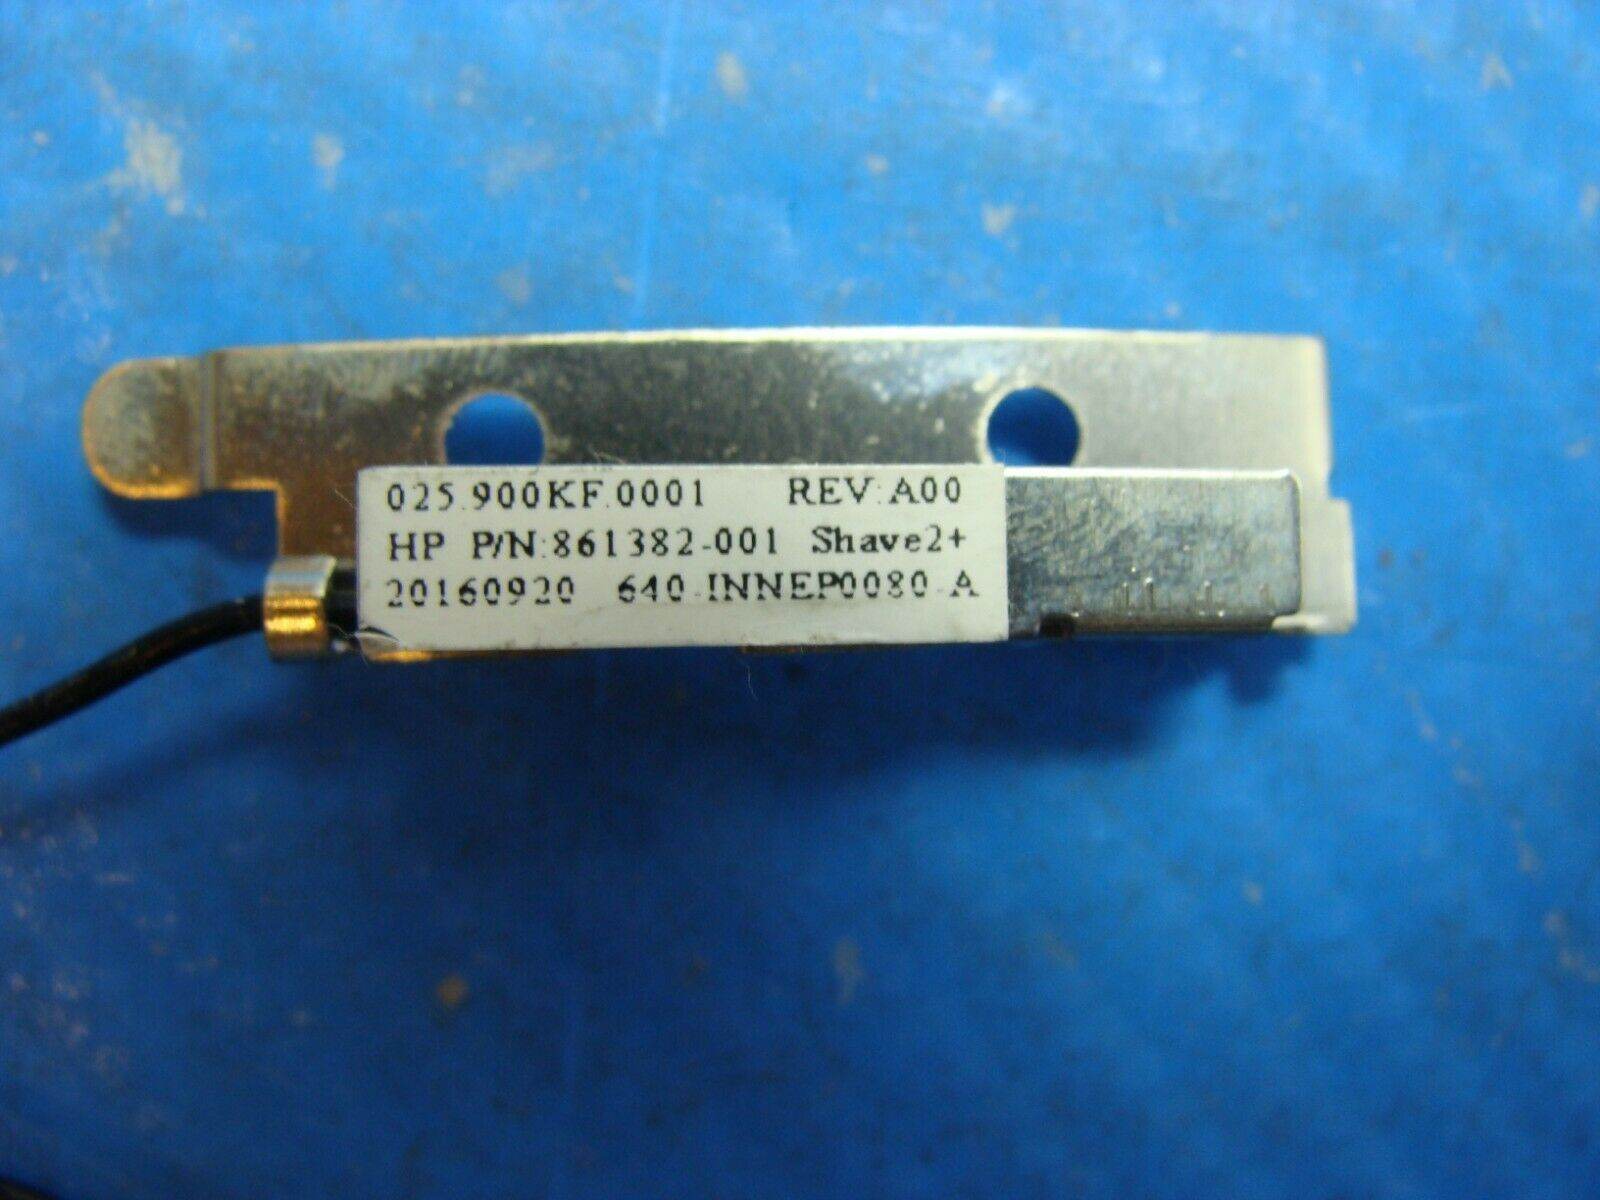 025.900KF.0001 REV:A00
HP P/N:861382-001 Shave2+
20160920 640-INNEP0080-A